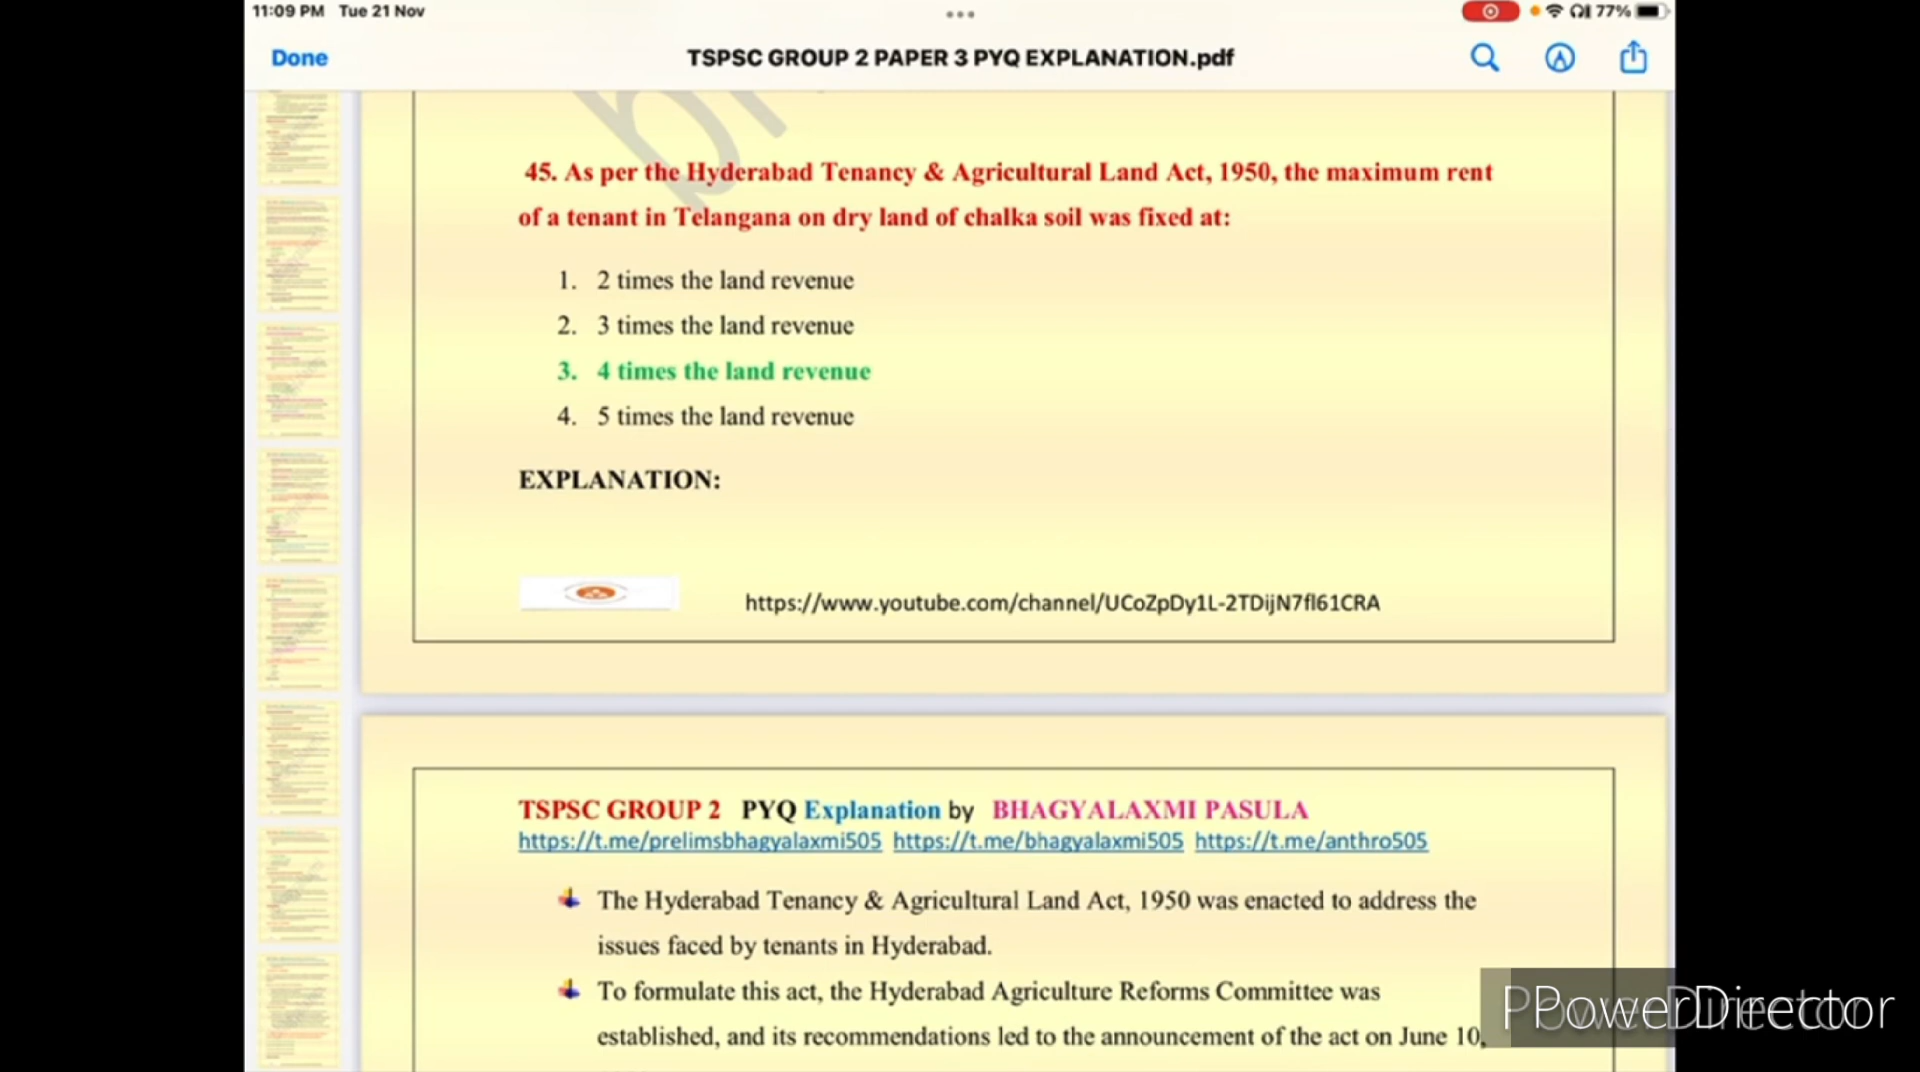 11:09 PM Tue 21 Nov
77%
Done
TSPSC GROUP 2 PAPER 3 PYQ EXPLANATION.pdf
45. As per the Hyderabad Tenancy & Agricultural Land Act, 1950, the maximum rent
of a tenant in Telangana on dry land of chalka soil was fixed at:
1. 2 times the land revenue
2. 3 times the land revenue
3. 4 times the land revenue
4. 5 times the land revenue
EXPLANATION:
https://www.youtube.com/channel/UCoZpDy1L-2TDijN7fl61CRA
TSPSC GROUP 2 PYQ Explanation by BHAGYALAXMI PASULA
https://t.me/prelimsbhagyalaxmi505 https://t.me/bhagyalaxmi505 https://t.me/anthro505
The Hyderabad Tenancy & Agricultural Land Act, 1950 was enacted to address the
issues faced by tenants in Hyderabad.
To formulate this act, the Hyderabad Agriculture Reforms Committee was
established, and its recommendations led to the announcement of the act on June 10,
PowerDirector